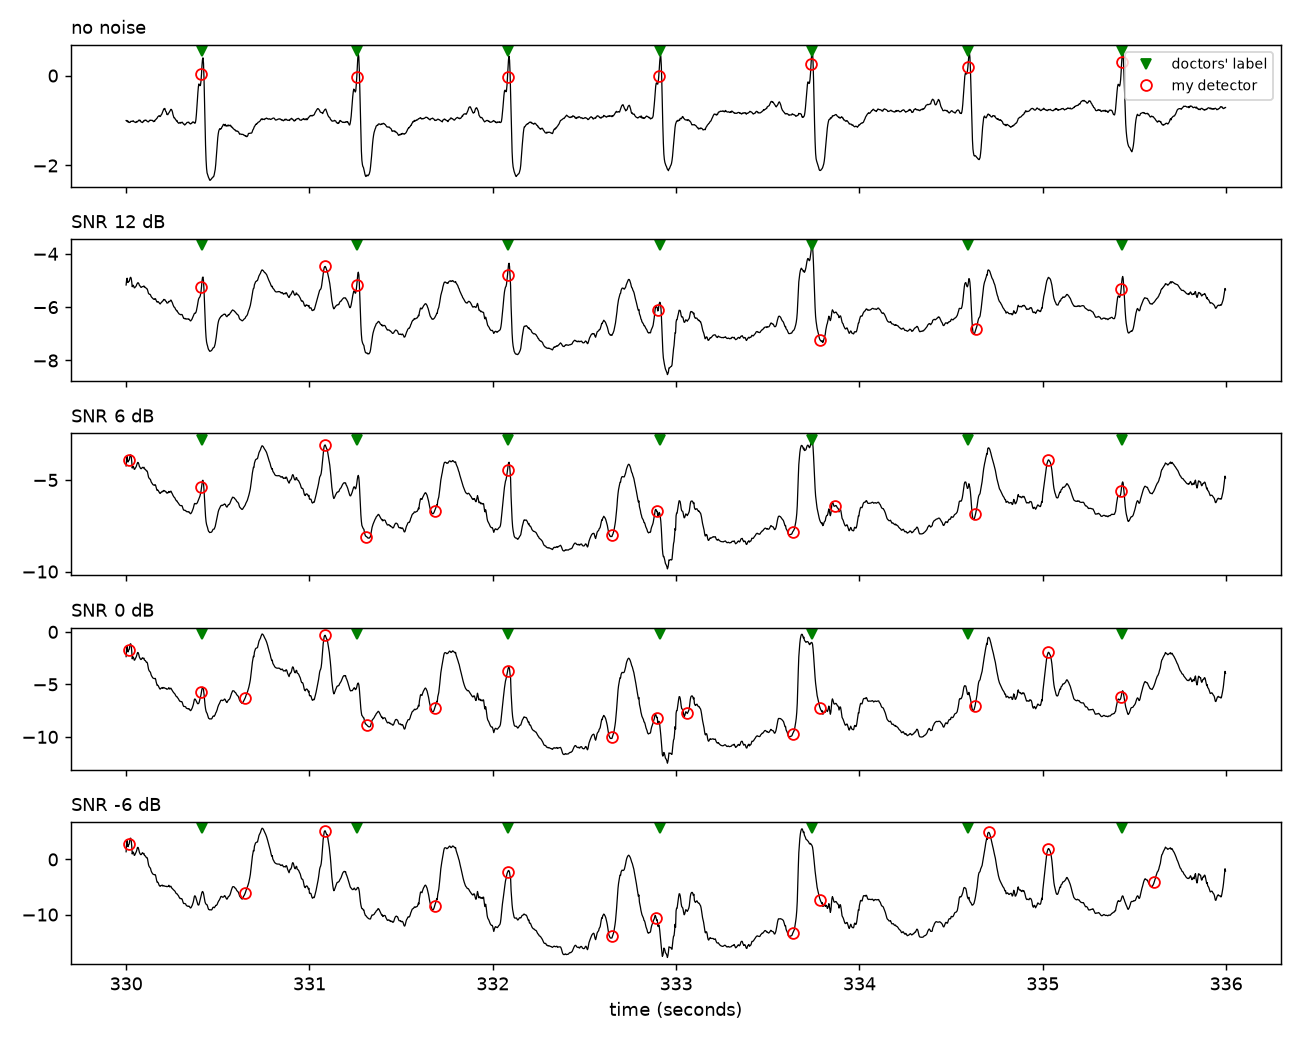 no noise
0
−2
doctors' label
my detector
SNR 12 dB
−4
−6
−8
SNR 6 dB
−5
−10
SNR 0 dB
0
−5
−10
SNR -6 dB
0
−10
330 331 332 333 334 335 336
time (seconds)